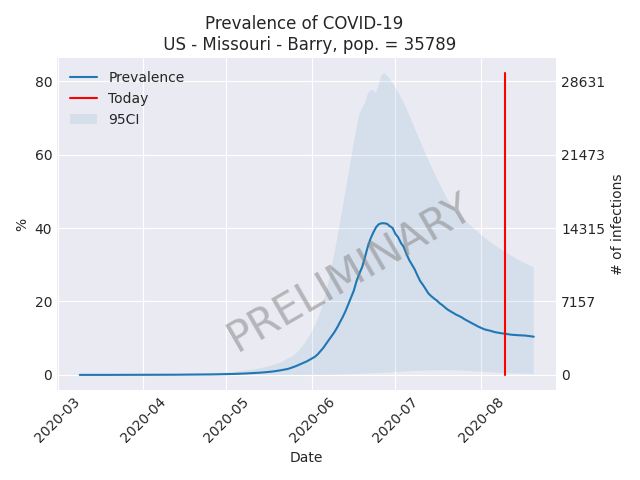 Prevalence of COVID-19
US - Missouri - Barry, pop. = 35789
Prevalence
Today
95CI
PRELIMINARY
%
80
60
40
20
0
28631
21473
14315
7157
0
# of infections
2020-03
2020-04
2020-05
2020-06
2020-07
2020-08
Date